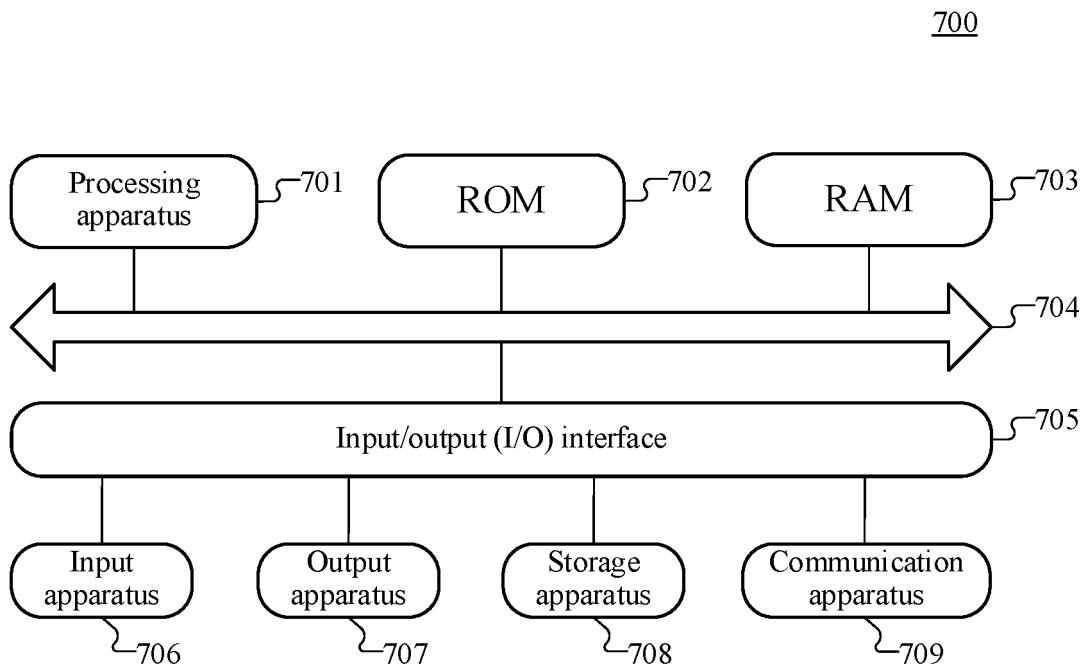 700
Processing
apparatus
701
ROM
702
RAM
703
704
Input/output (I/O) interface
705
Input
apparatus
Output
apparatus
Storage
apparatus
Communication
apparatus
706
707
708
709